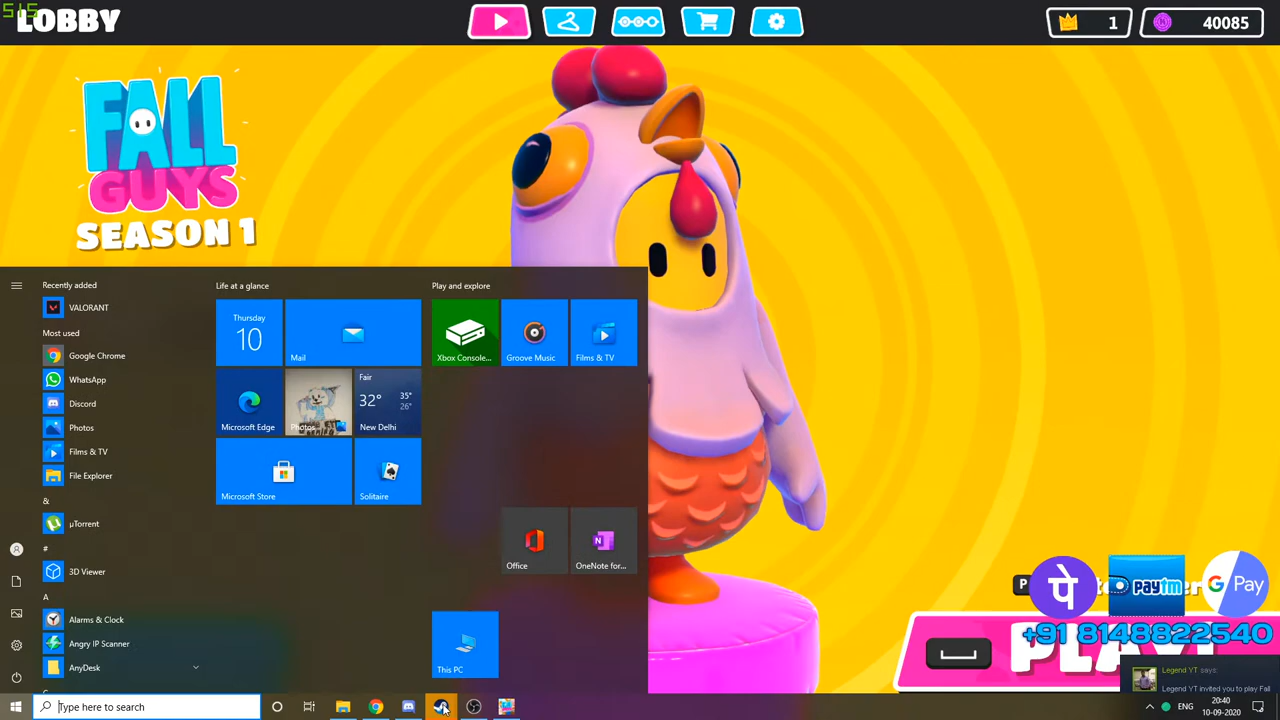 515
LOBBY
1
40085
FALL
GUYS
SEASON 1
Recently added
VALORANT
Most used
Google Chrome
WhatsApp
Discord
Photos
Films & TV
File Explorer
&
µTorrent
#
3D Viewer
A
Alarms & Clock
Angry IP Scanner
AnyDesk
Life at a glance
Thursday
10
Mail
Microsoft Edge
Photos
Fair
32°
35°
26°
New Delhi
Microsoft Store
Solitaire
Play and explore
Xbox Console...
Groove Music
Films & TV
Office
OneNote for...
This PC
P
पे
paytm
G Pay
+91 8148822540
PLAY!
Legend YT says:
Legend YT invited you to play Fall
Type here to search
ENG
20:40
10-09-2020